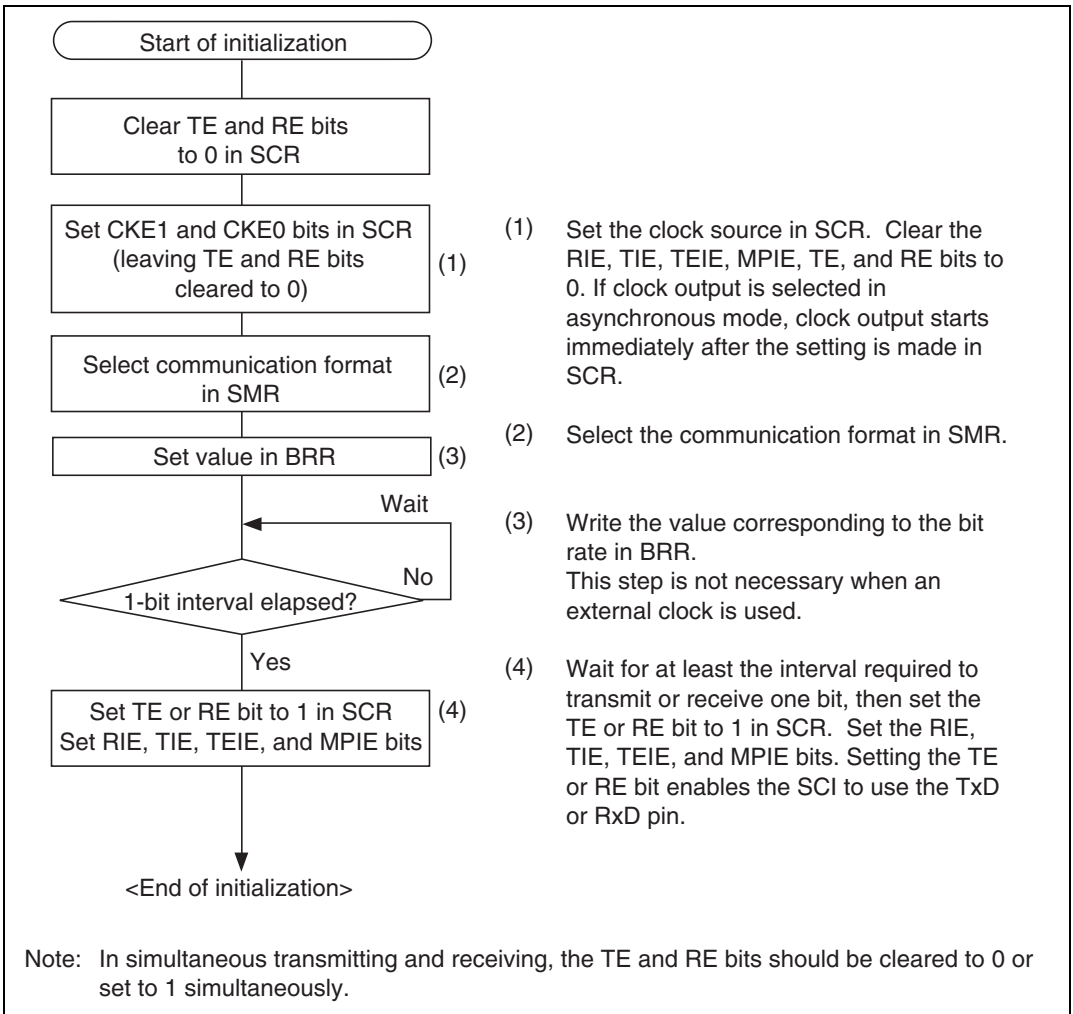 Start of initialization
Clear TE and RE bits
to 0 in SCR
Set CKE1 and CKE0 bits in SCR
(leaving TE and RE bits
cleared to 0)
(1)
Select communication format
in SMR
(2)
Set value in BRR
(3)
Wait
No
1-bit interval elapsed?
Yes
Set TE or RE bit to 1 in SCR
Set RIE, TIE, TEIE, and MPIE bits
(4)
<End of initialization>
(1) Set the clock source in SCR. Clear the
RIE, TIE, TEIE, MPIE, TE, and RE bits to
0. If clock output is selected in
asynchronous mode, clock output starts
immediately after the setting is made in
SCR.
(2) Select the communication format in SMR.
(3) Write the value corresponding to the bit
rate in BRR.
This step is not necessary when an
external clock is used.
(4) Wait for at least the interval required to
transmit or receive one bit, then set the
TE or RE bit to 1 in SCR. Set the RIE,
TIE, TEIE, and MPIE bits. Setting the TE
or RE bit enables the SCI to use the TxD
or RxD pin.
Note: In simultaneous transmitting and receiving, the TE and RE bits should be cleared to 0 or
set to 1 simultaneously.